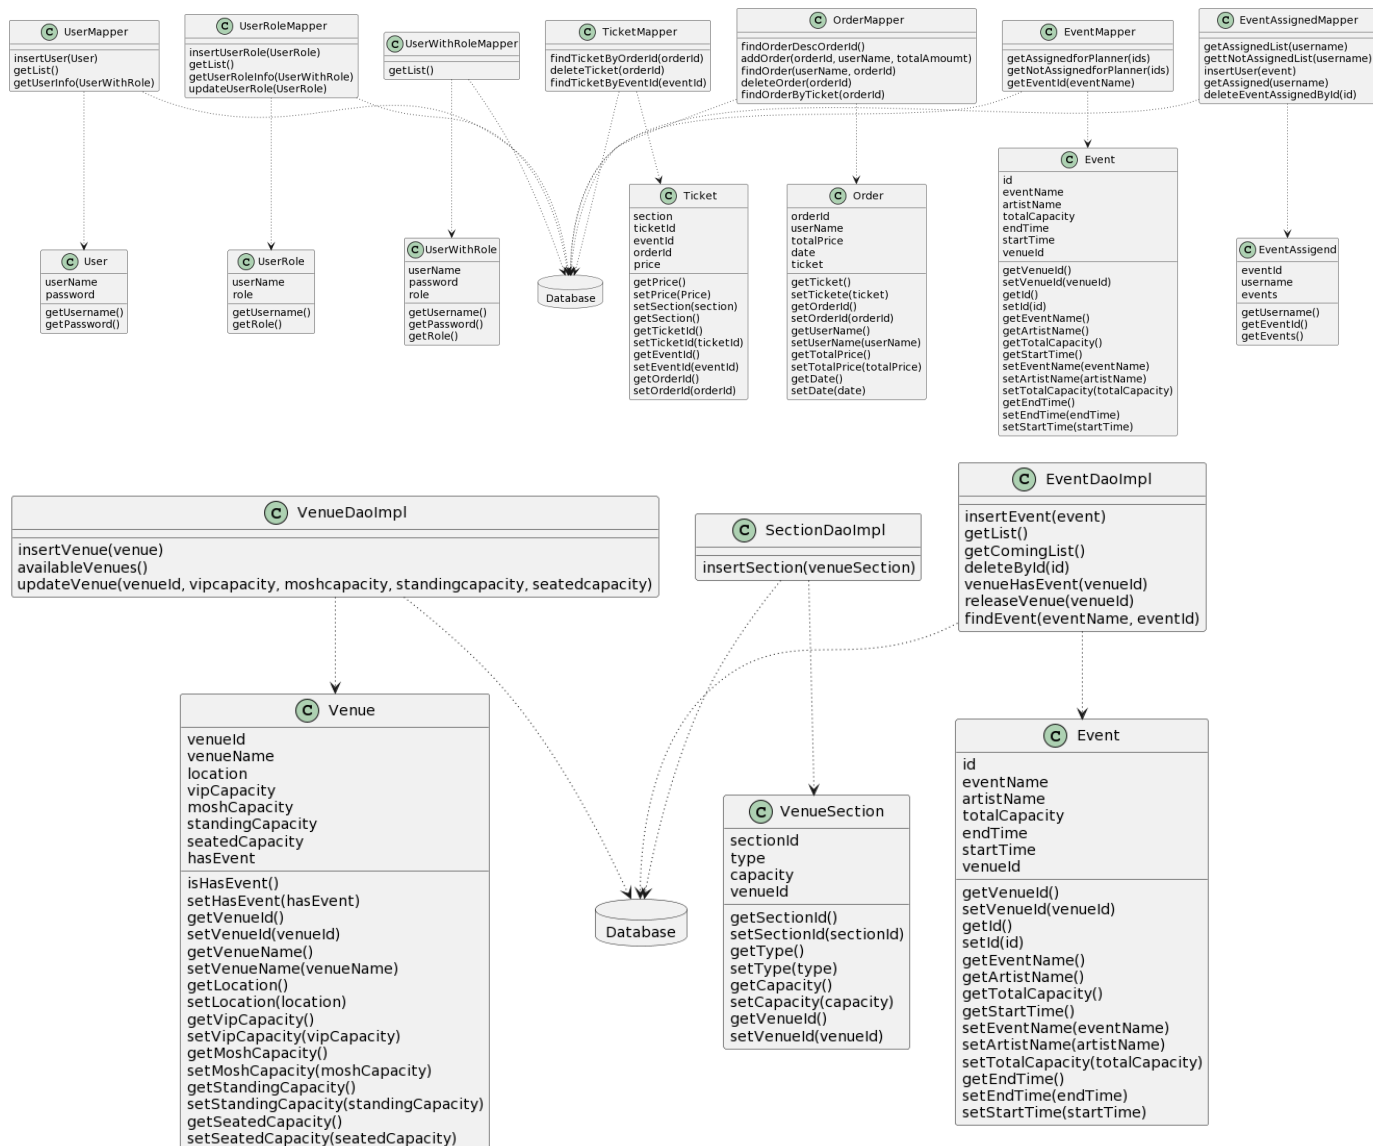 C UserMapper
insertUser(User)
getList()
getUserInfo(UserWithRole)
C UserRoleMapper
insertUserRole(UserRole)
getList()
getUserRoleInfo(UserWithRole)
updateUserRole(UserRole)
C UserWithRoleMapper
getList()
C TicketMapper
findTicketByOrderId(orderId)
deleteTicket(orderId)
findTicketByEventId(eventId)
C OrderMapper
findOrderDescOrderId()
addOrder(orderId, userName, totalAmoumt)
findOrder(userName, orderId)
deleteOrder(orderId)
findOrderByTicket(orderId)
C EventMapper
getAssignedforPlanner(ids)
getNotAssignedforPlanner(ids)
getEventId(eventName)
C EventAssignedMapper
getAssignedList(username)
gettNotAssignedList(username)
insertUser(event)
getAssigned(username)
deleteEventAssignedById(id)
C User
userName
password
getUsername()
getPassword()
C UserRole
userName
role
getUsername()
getRole()
C UserWithRole
userName
password
role
getUsername()
getPassword()
getRole()
Database
C Ticket
section
ticketId
eventId
orderId
price
getPrice()
setPrice(Price)
setSection(section)
getSection()
getTicketId()
setTicketId(ticketId)
getEventId()
setEventId(eventId)
getOrderId()
setOrderId(orderId)
C Order
orderId
userName
totalPrice
date
ticket
getTicket()
setTickete(ticket)
getOrderId()
setOrderId(orderId)
getUserName()
setUserName(userName)
getTotalPrice()
setTotalPrice(totalPrice)
getDate()
setDate(date)
C Event
id
eventName
artistName
totalCapacity
endTime
startTime
venueId
getVenueId()
setVenueId(venueId)
getId()
setId(id)
getEventName()
getArtistName()
getTotalCapacity()
getStartTime()
setEventName(eventName)
setArtistName(artistName)
setTotalCapacity(totalCapacity)
getEndTime()
setEndTime(endTime)
setStartTime(startTime)
C EventAssigend
eventId
username
events
getUsername()
getEventId()
getEvents()
C VenueDaoImpl
insertVenue(venue)
availableVenues()
updateVenue(venueId, vipcapacity, moshcapacity, standingcapacity, seatedcapacity)
C SectionDaoImpl
insertSection(venueSection)
C EventDaoImpl
insertEvent(event)
getList()
getComingList()
deleteById(id)
venueHasEvent(venueId)
releaseVenue(venueId)
findEvent(eventName, eventId)
C Venue
venueId
venueName
location
vipCapacity
moshCapacity
standingCapacity
seatedCapacity
hasEvent
isHasEvent()
setHasEvent(hasEvent)
getVenueId()
setVenueId(venueId)
getVenueName()
setVenueName(venueName)
getLocation()
setLocation(location)
getVipCapacity()
setVipCapacity(vipCapacity)
getMoshCapacity()
setMoshCapacity(moshCapacity)
getStandingCapacity()
setStandingCapacity(standingCapacity)
getSeatedCapacity()
setSeatedCapacity(seatedCapacity)
Database
C VenueSection
sectionId
type
capacity
venueId
getSectionId()
setSectionId(sectionId)
getType()
setType(type)
getCapacity()
setCapacity(capacity)
getVenueId()
setVenueId(venueId)
C Event
id
eventName
artistName
totalCapacity
endTime
startTime
venueId
getVenueId()
setVenueId(venueId)
getId()
setId(id)
getEventName()
getArtistName()
getTotalCapacity()
getStartTime()
setEventName(eventName)
setArtistName(artistName)
setTotalCapacity(totalCapacity)
getEndTime()
setEndTime(endTime)
setStartTime(startTime)